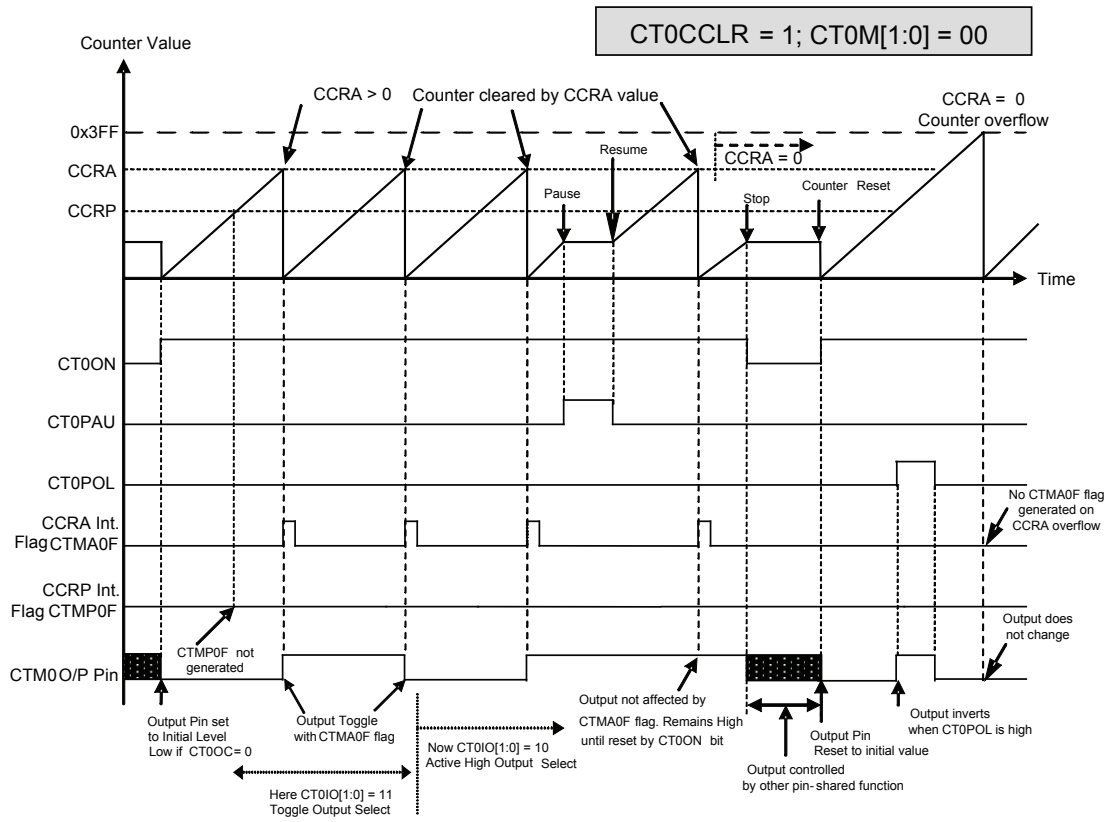 CT0CCLR = 1; CT0M[1:0] = 00
Counter Value
CCRA > 0
Counter cleared by CCRA value
CCRA = 0
Counter overflow
0x3FF
CCRA
CCRP
Resume
CCRA = 0
Pause
Stop
Counter Reset
Time
CT0ON
CT0PAU
CT0POL
CCRA Int.
Flag CTMA0F
No CTMA0F flag
generated on
CCRA overflow
CCRP Int.
Flag CTMP0F
CTMP0F not
generated
Output does
not change
CTM0 O/P Pin
Output Pin set
to Initial Level
Low if CT0OC= 0
Output Toggle
with CTMA0F flag
Now CT0IO[1:0] = 10
Active High Output Select
Output not affected by
CTMA0F flag. Remains High
until reset by CT0ON bit
Output Pin
Reset to initial value
Output inverts
when CT0POL is high
Output controlled
by other pin-shared function
Here CT0IO[1:0] = 11
Toggle Output Select